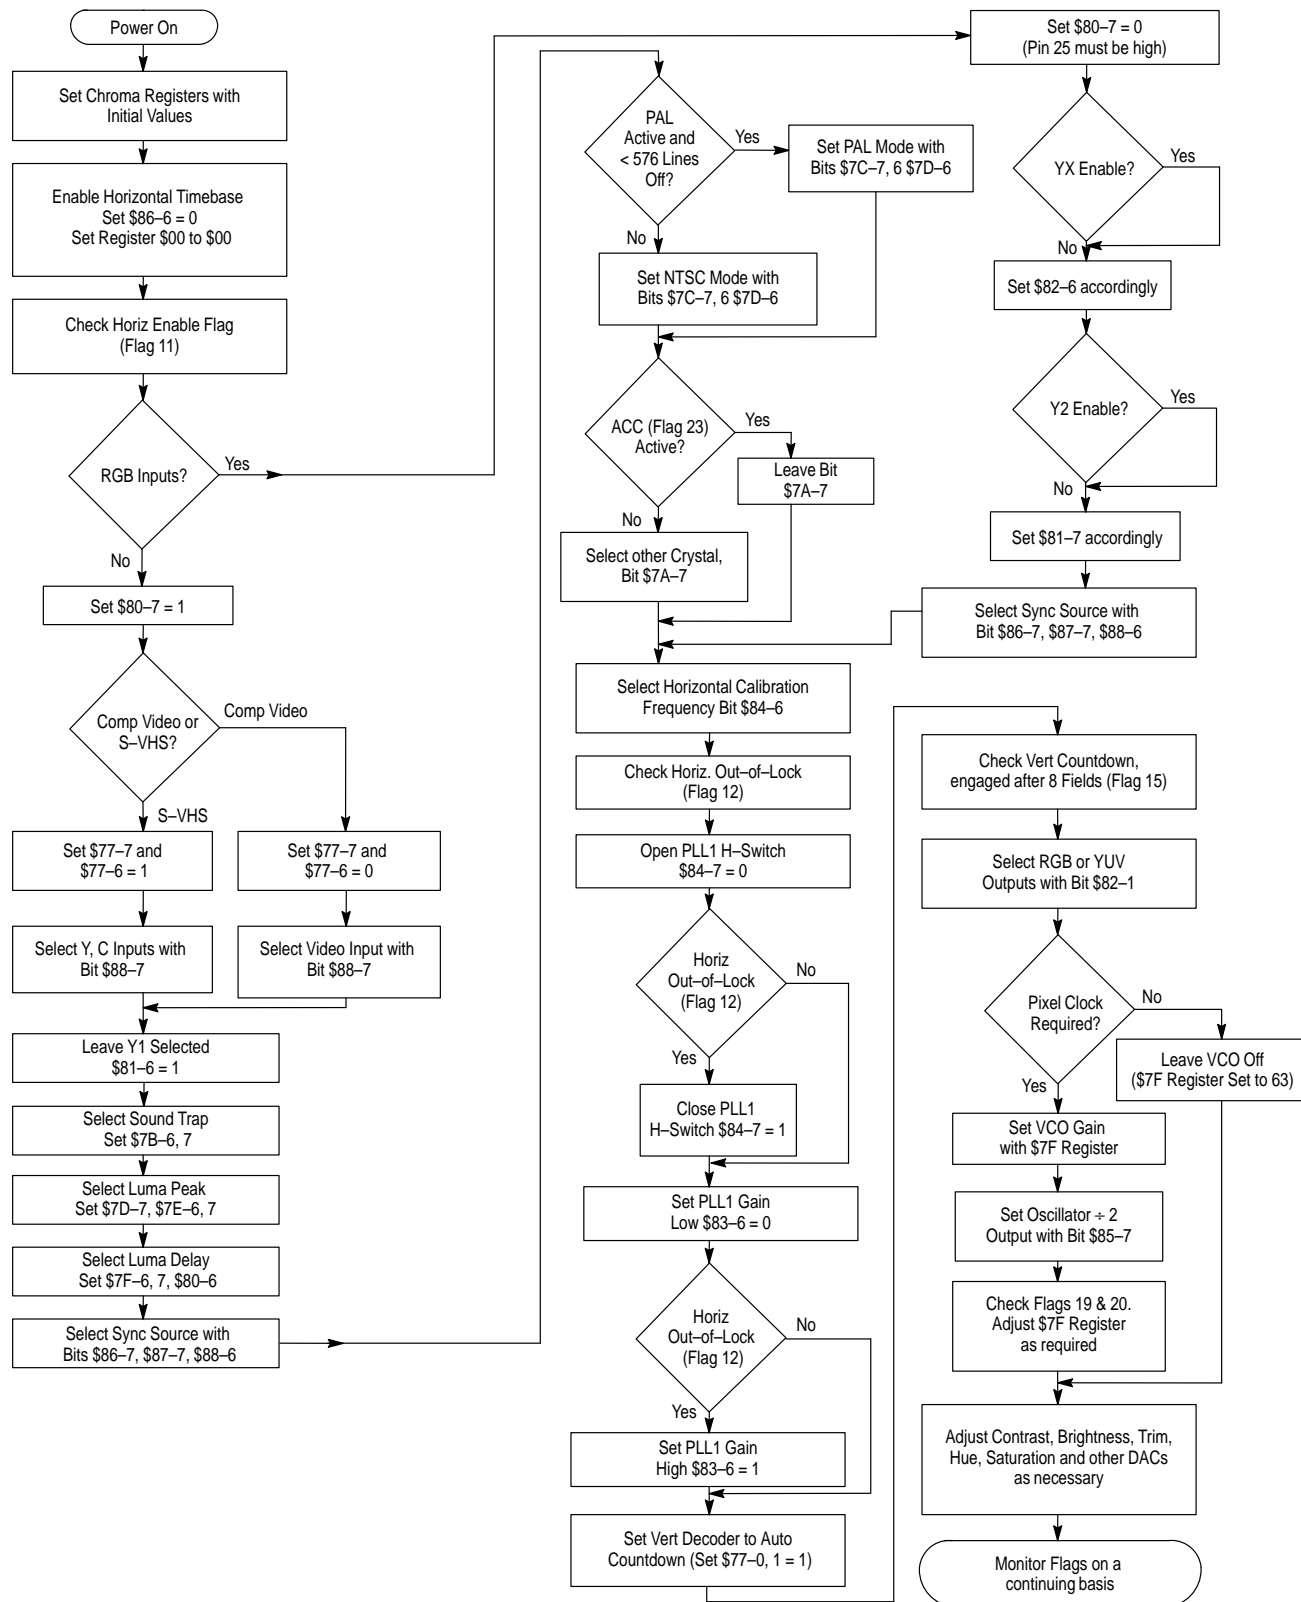 Power On
Set Chroma Registers with
Initial Values
Enable Horizontal Timebase
Set $86–6 = 0
Set Register $00 to $00
Check Horiz Enable Flag
(Flag 11)
RGB Inputs?
Yes
No
Set $80–7 = 1
Comp Video or
S–VHS?
Comp Video
S–VHS
Set $77–7 and
$77–6 = 1
Set $77–7 and
$77–6 = 0
Select Y, C Inputs with
Bit $88–7
Select Video Input with
Bit $88–7
Leave Y1 Selected
$81–6 = 1
Select Sound Trap
Set $7B–6, 7
Select Luma Peak
Set $7D–7, $7E–6, 7
Select Luma Delay
Set $7F–6, 7, $80–6
Select Sync Source with
Bits $86–7, $87–7, $88–6
PAL
Active and
< 576 Lines
Off?
Yes
Set PAL Mode with
Bits $7C–7, 6 $7D–6
No
Set NTSC Mode with
Bits $7C–7, 6 $7D–6
ACC (Flag 23)
Active?
Yes
Leave Bit
$7A–7
No
Select other Crystal,
Bit $7A–7
Select Horizontal Calibration
Frequency Bit $84–6
Check Horiz. Out–of–Lock
(Flag 12)
Open PLL1 H–Switch
$84–7 = 0
Horiz
Out–of–Lock
(Flag 12)
No
Yes
Close PLL1
H–Switch $84–7 = 1
Set PLL1 Gain
Low $83–6 = 0
Horiz
Out–of–Lock
(Flag 12)
No
Yes
Set PLL1 Gain
High $83–6 = 1
Set Vert Decoder to Auto
Countdown (Set $77–0, 1 = 1)
Set $80–7 = 0
(Pin 25 must be high)
YX Enable?
Yes
No
Set $82–6 accordingly
Y2 Enable?
Yes
No
Set $81–7 accordingly
Select Sync Source with
Bit $86–7, $87–7, $88–6
Check Vert Countdown,
engaged after 8 Fields (Flag 15)
Select RGB or YUV
Outputs with Bit $82–1
Pixel Clock
Required?
No
Leave VCO Off
($7F Register Set to 63)
Yes
Set VCO Gain
with $7F Register
Set Oscillator ÷ 2
Output with Bit $85–7
Check Flags 19 & 20.
Adjust $7F Register
as required
Adjust Contrast, Brightness, Trim,
Hue, Saturation and other DACs
as necessary
Monitor Flags on a
continuing basis